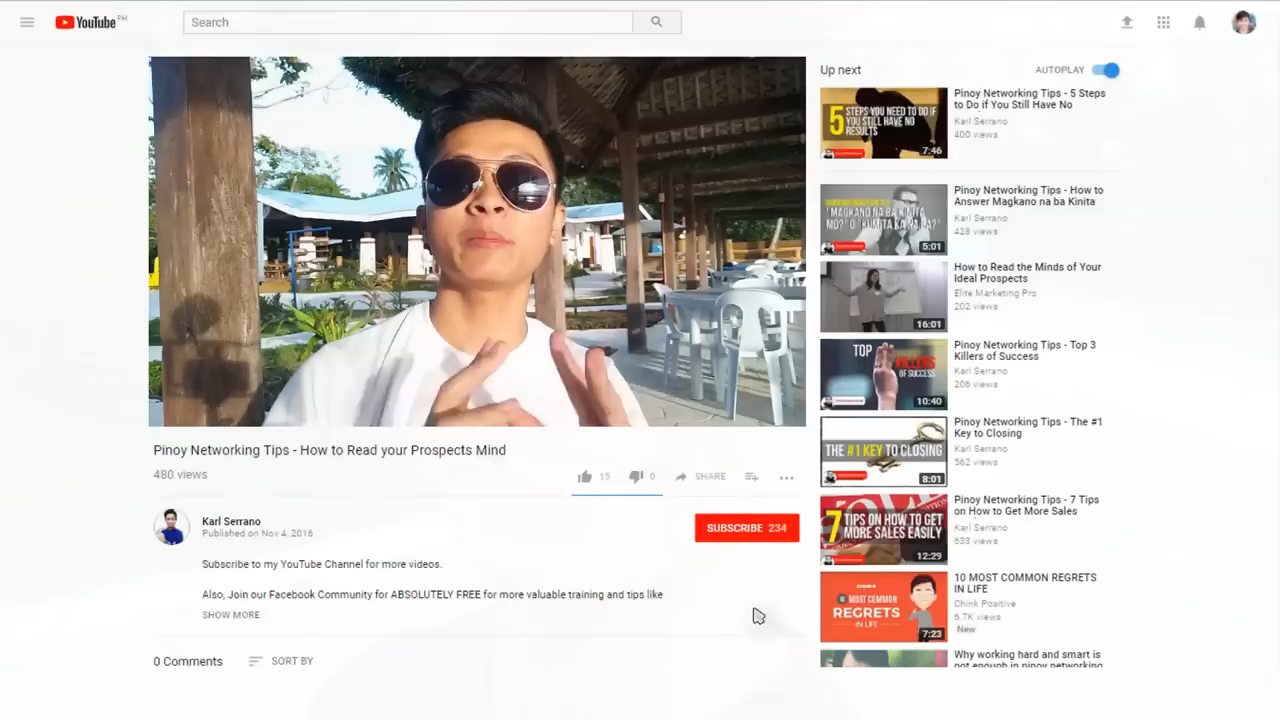 YouTube PH
Search
Pinoy Networking Tips - How to Read your Prospects Mind
480 views
15
0
SHARE
Karl Serrano
Published on Nov 4, 2016
SUBSCRIBE 234
Subscribe to my YouTube Channel for more videos.
Also, Join our Facebook Community for ABSOLUTELY FREE for more valuable training and tips like
SHOW MORE
0 Comments
SORT BY
Up next
AUTOPLAY
5 STEPS YOU NEED TO DO IF
YOU STILL HAVE NO
RESULTS
7:46
Pinoy Networking Tips - 5 Steps
to Do if You Still Have No
Karl Serrano
400 views
"MAGKANO NA BA KINITA
MO?" O "KUMITA KA NA BA?"
5:01
Pinoy Networking Tips - How to
Answer Magkano na ba Kinita
Karl Serrano
428 views
16:01
How to Read the Minds of Your
Ideal Prospects
Elite Marketing Pro
202 views
TOP
KILLERS
OF SUCCESS
10:40
Pinoy Networking Tips - Top 3
Killers of Success
Karl Serrano
206 views
THE #1 KEY TO CLOSING
8:01
Pinoy Networking Tips - The #1
Key to Closing
Karl Serrano
562 views
7 TIPS ON HOW TO GET
MORE SALES EASILY
12:29
Pinoy Networking Tips - 7 Tips
on How to Get More Sales
Karl Serrano
633 views
10 MOST COMMON
REGRETS
IN LIFE
7:23
10 MOST COMMON REGRETS
IN LIFE
Chink Positive
6.7K views
New
Why working hard and smart is
not enough in pinoy networking